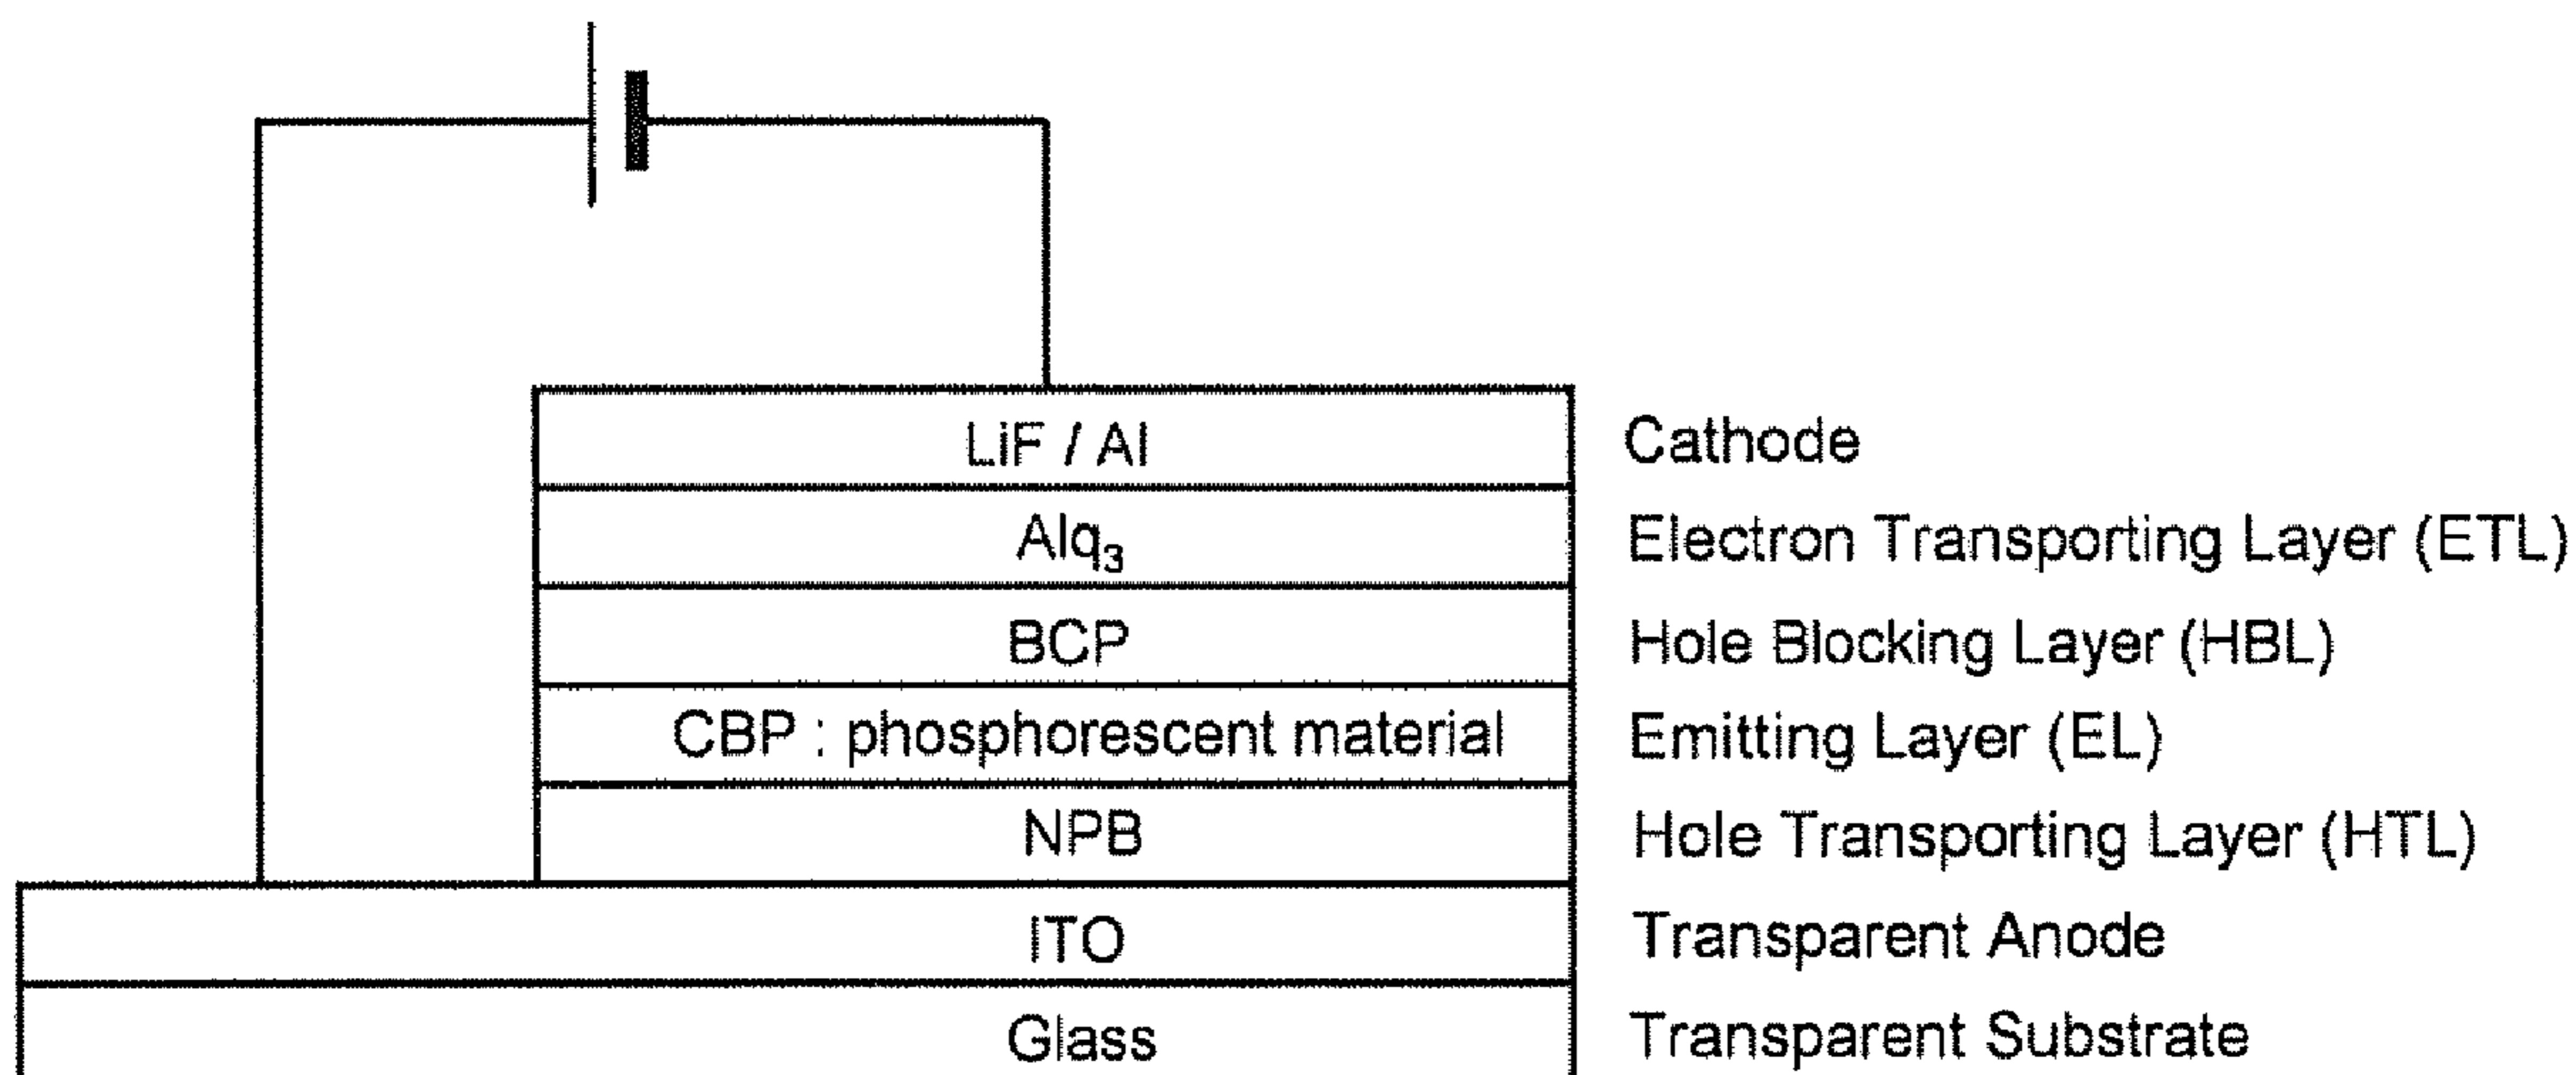 LiF / Al Cathode
Alq₃ Electron Transporting Layer (ETL)
BCP Hole Blocking Layer (HBL)
CBP : phosphorescent material Emitting Layer (EL)
NPB Hole Transporting Layer (HTL)
ITO Transparent Anode
Glass Transparent Substrate